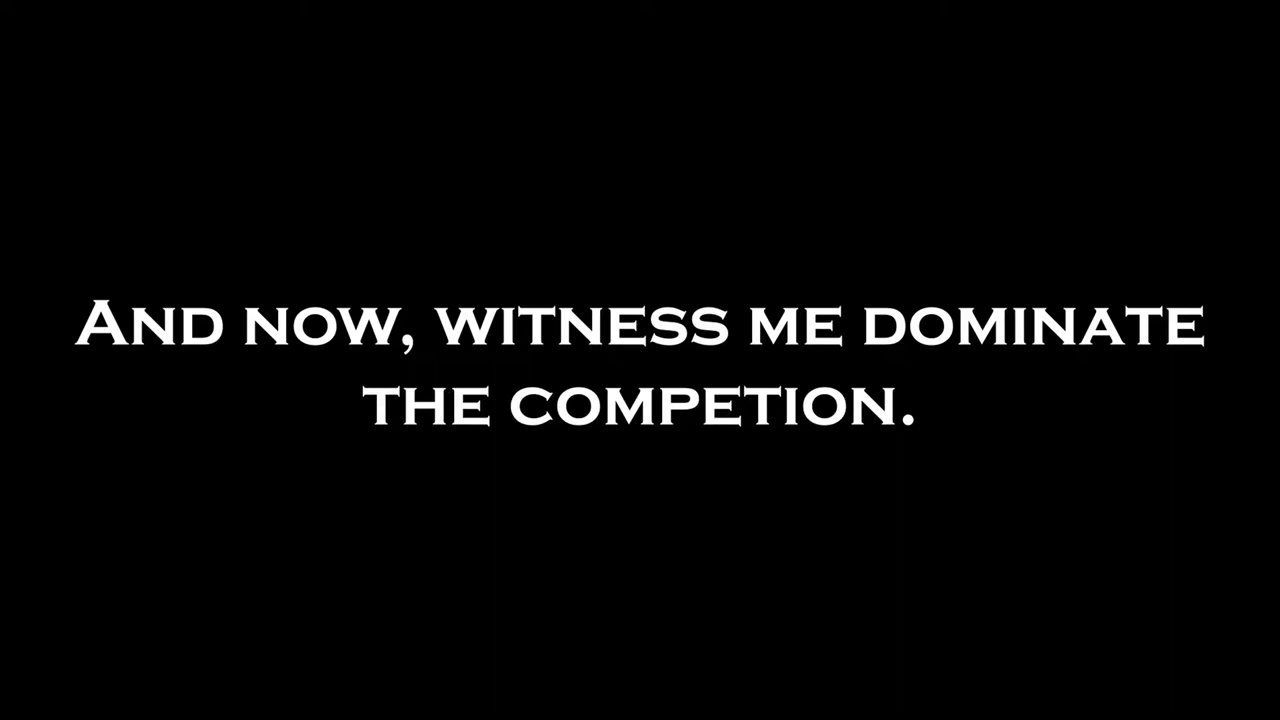 And now, witness me dominate
the competion.